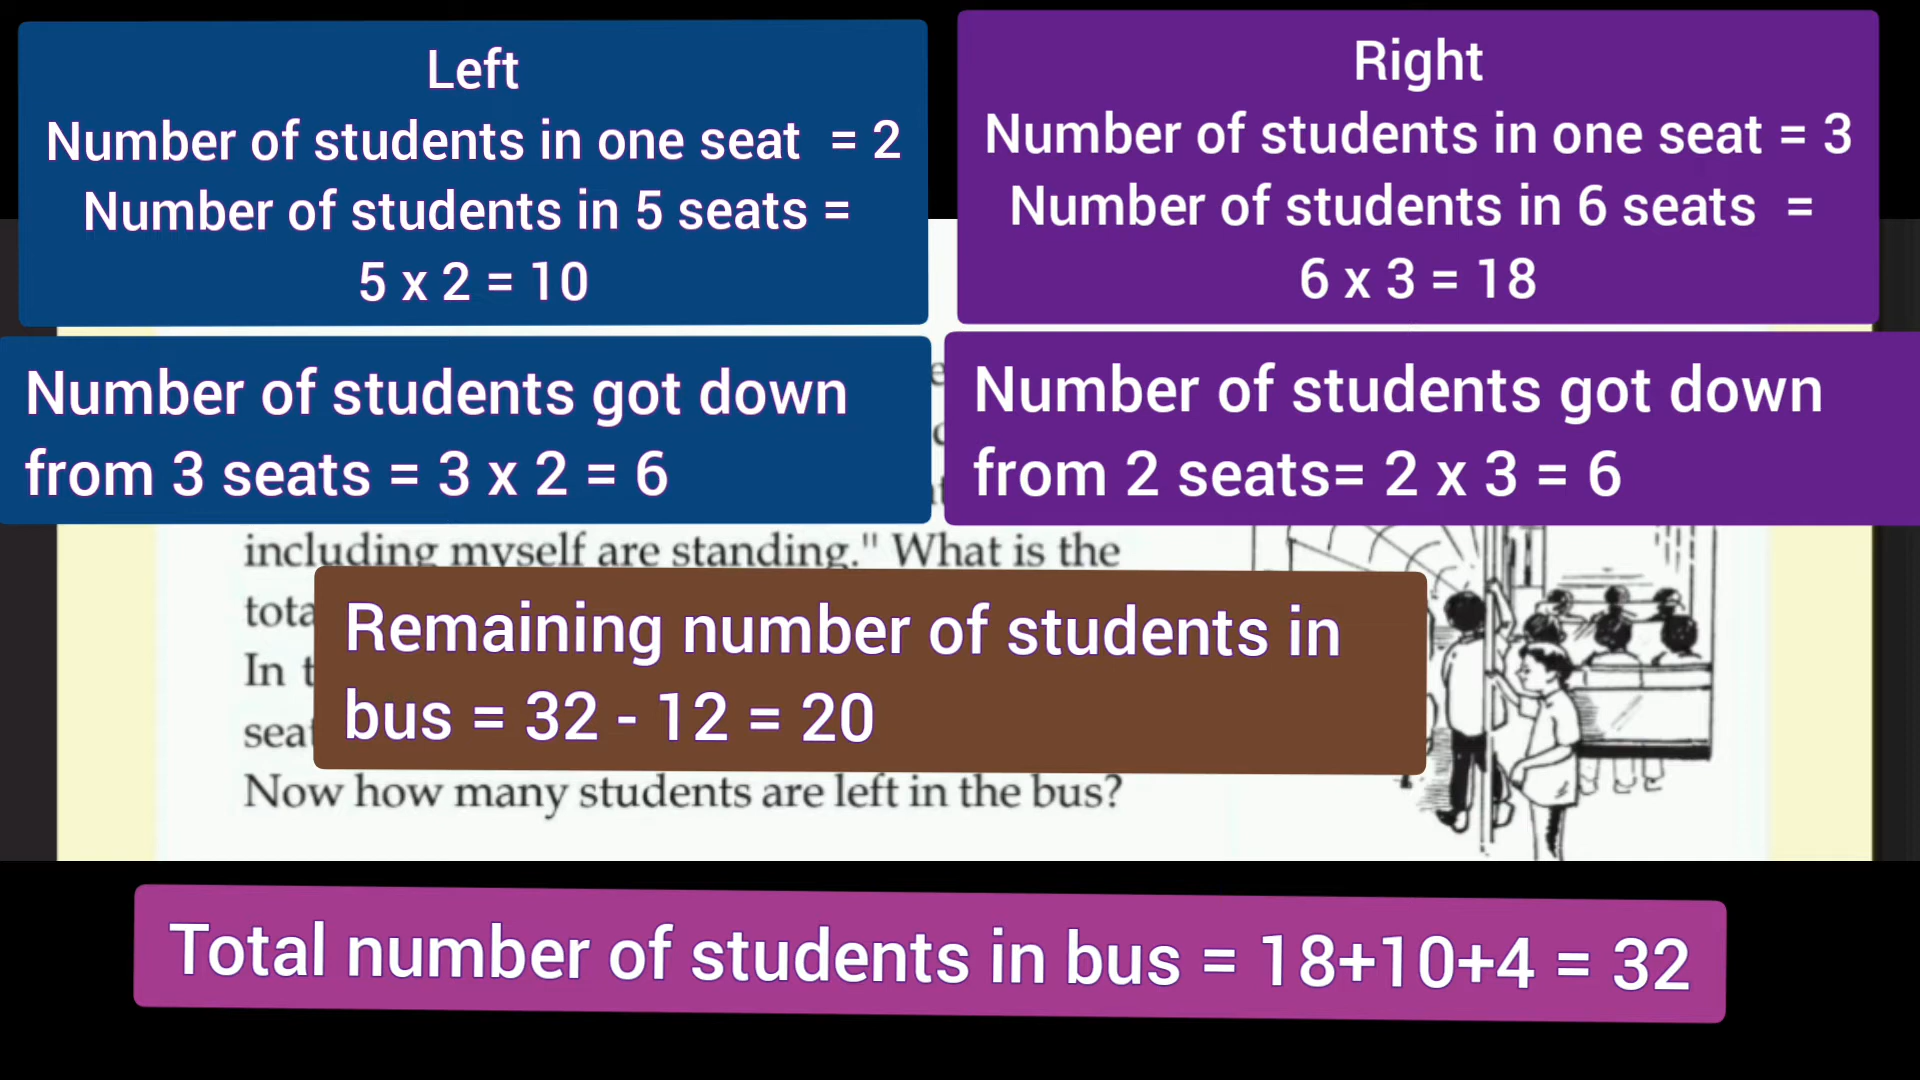 Left
Number of students in one seat = 2
Number of students in 5 seats =
5 x 2 = 10
Right
Number of students in one seat = 3
Number of students in 6 seats =
6 x 3 = 18
Number of students got down
from 3 seats = 3 x 2 = 6
Number of students got down
from 2 seats= 2 x 3 = 6
including myself are standing." What is the
In
Remaining number of students in
bus = 32 - 12 = 20
Now how many students are left in the bus?
Total number of students in bus = 18+10+4 = 32